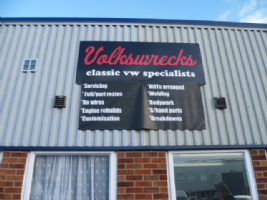 Volkswrecks
classic vw specialists
*Servicing
*Full/part restos
*Re wires
*Engine rebuilds
*Customisation
*MOTs arranged
*Welding
*Bodywork
*S/hand parts
*Breakdowns